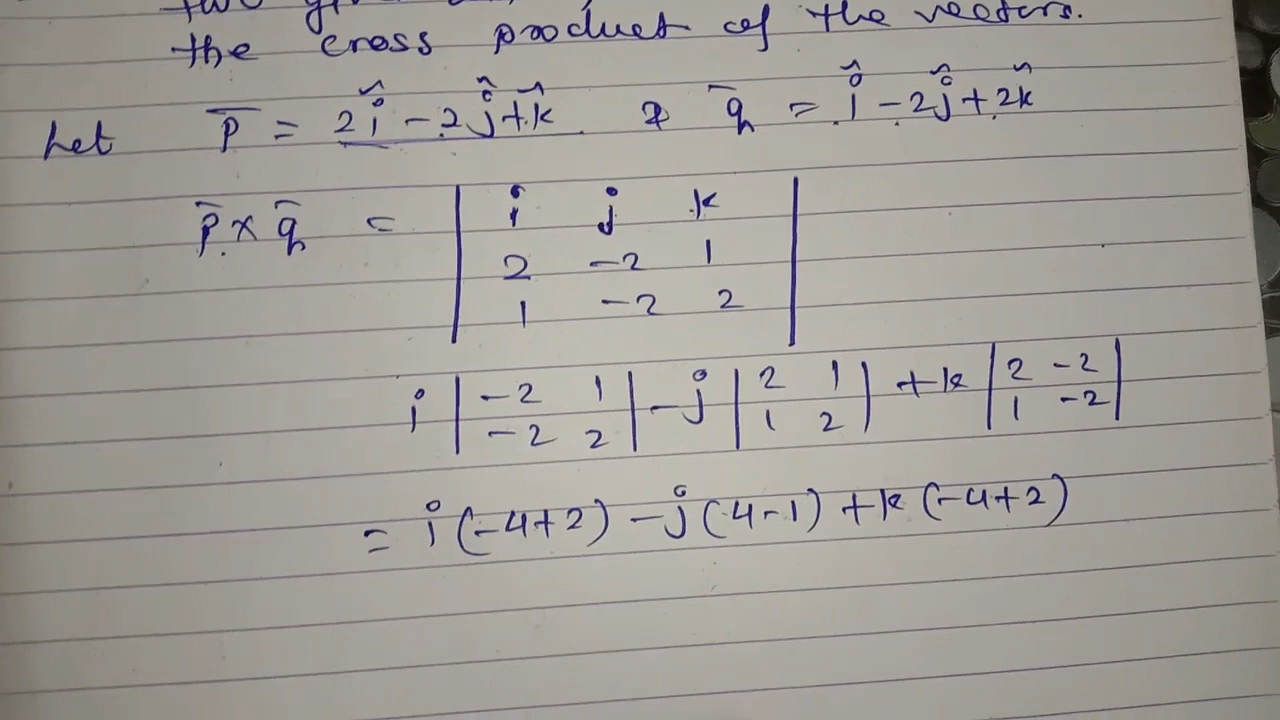 the cross product of the vectors.
Let p̄ = 2î - 2ĵ + k̂ & q̄ = î - 2ĵ + 2k̂
p̄ × q̄ = | i j k |
| 2 -2 1 |
| 1 -2 2 |
i | -2 1 | - j | 2 1 | + k | 2 -2 |
| -2 2 | | 1 2 | | 1 -2 |
= i(-4+2) - j(4-1) + k(-4+2)